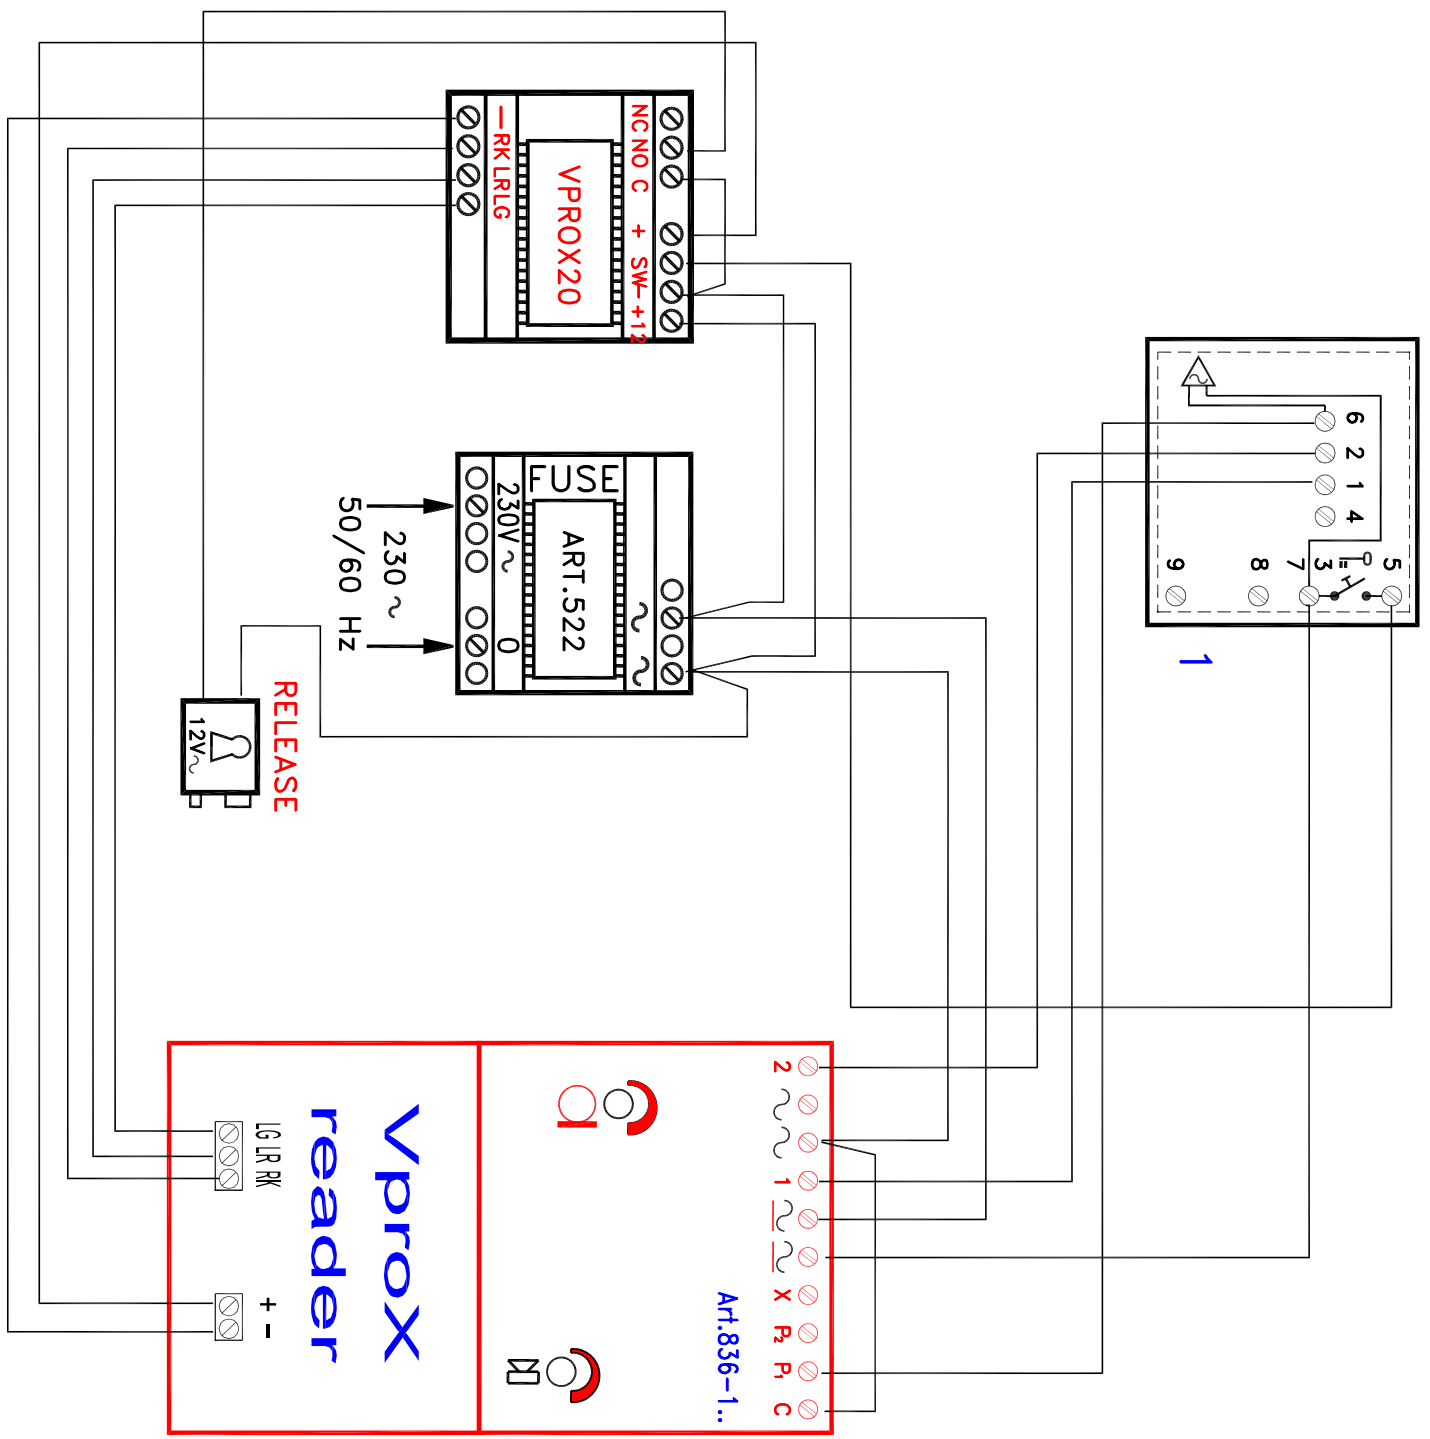 NC NO C + SW - +12
VPROX20
- RK LR LG
FUSE
230V ~ 0
ART.522
~ ~
230 ~
50/60 Hz
RELEASE
12V~
6 2 1 4
9 8 7 3 5
1
2 ~ ~ 1 ~ ~ X P2 P1 C
Art.836-1..
VproX
reader
LG LR RK
+ -